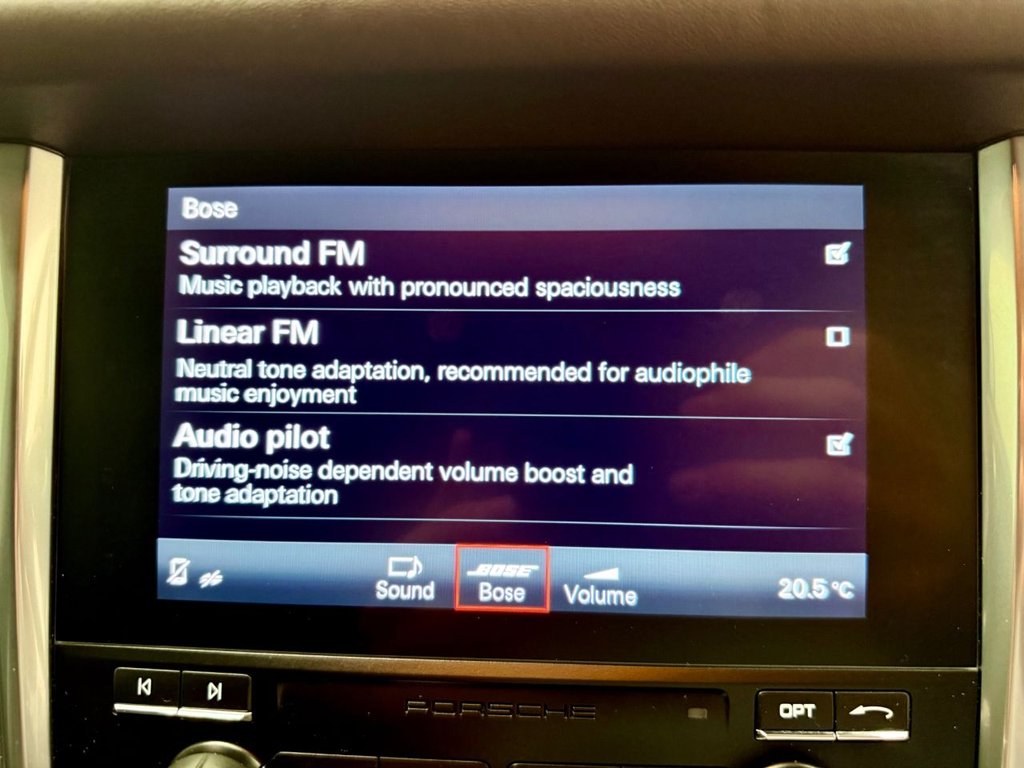 Bose
Surround FM
Music playback with pronounced spaciousness
Linear FM
Neutral tone adaptation, recommended for audiophile
music enjoyment
Audio pilot
Driving-noise dependent volume boost and
tone adaptation
Sound
BOSE
Bose
Volume
20.5 °C
PORSCHE
OPT